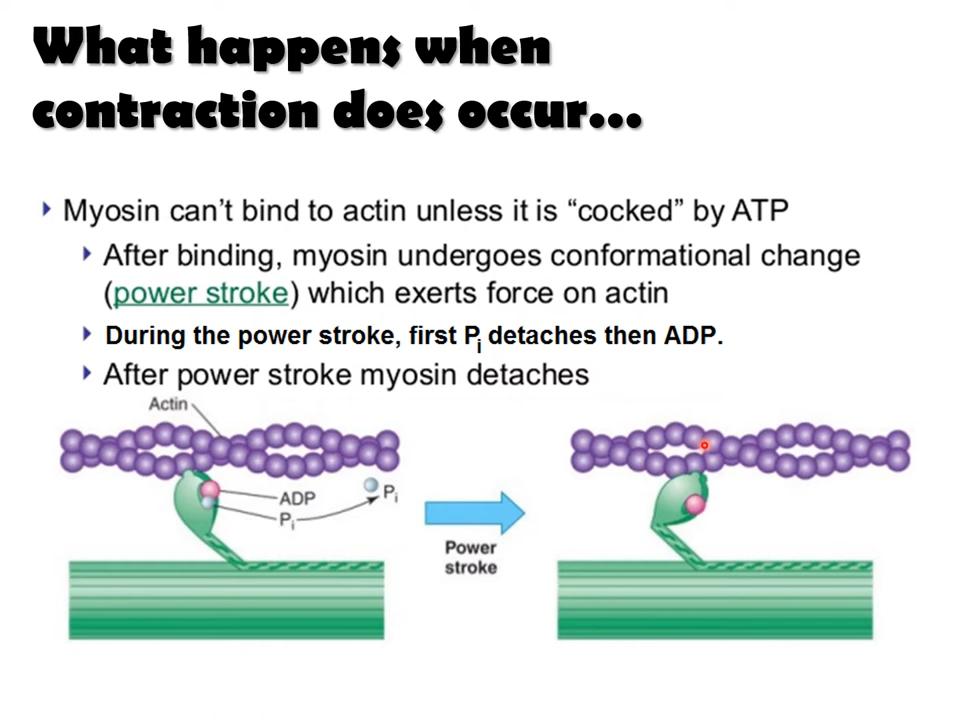 What happens when
contraction does occur...
Myosin can't bind to actin unless it is “cocked” by ATP
After binding, myosin undergoes conformational change
(power stroke) which exerts force on actin
During the power stroke, first Pi detaches then ADP.
After power stroke myosin detaches
Actin
ADP
Pi
Pi
Power
stroke